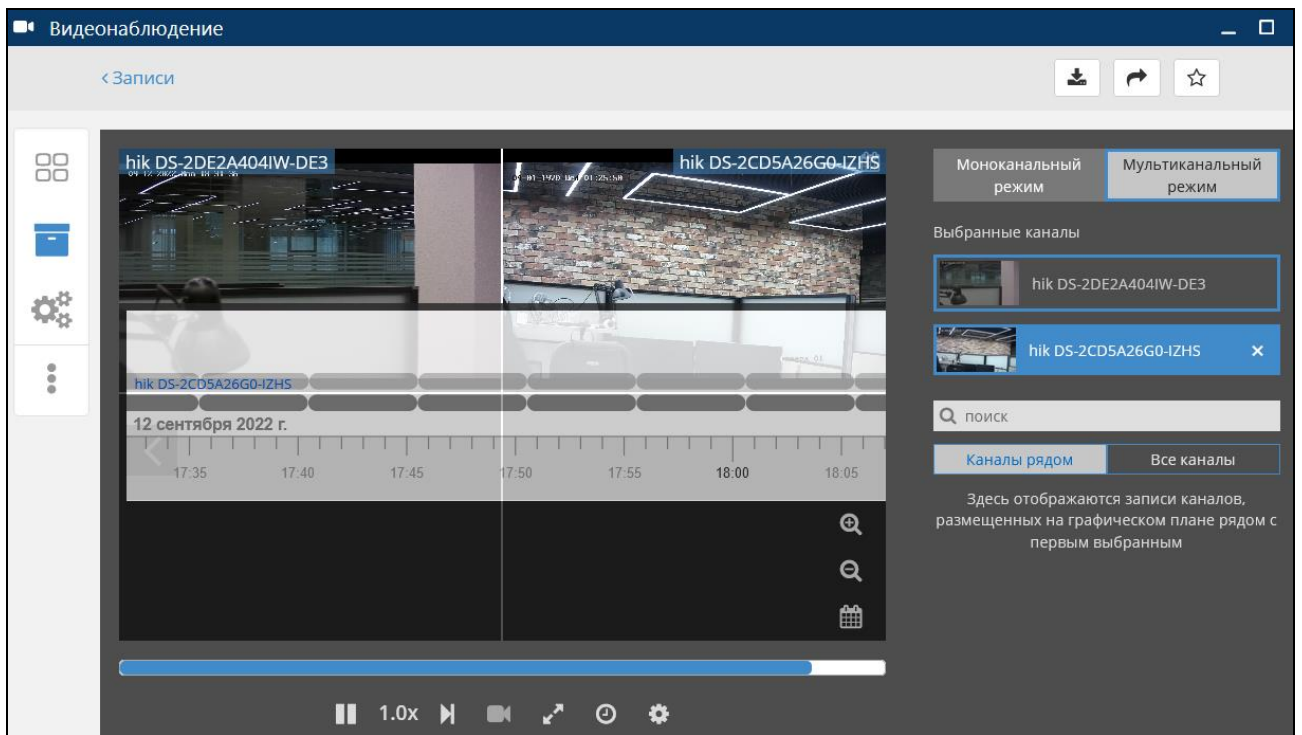 Видеонаблюдение
Записи
hik DS-2DE2A404IW-DE3
hik DS-2CD5A26G0-IZHS
Моноканальный режим
Мультиканальный режим
Выбранные каналы
hik DS-2DE2A404IW-DE3
hik DS-2CD5A26G0-IZHS
hik DS-2CD5A26G0-IZHS
12 сентября 2022 г.
17:35 17:40 17:45 17:50 17:55 18:00 18:05
поиск
Каналы рядом Все каналы
Здесь отображаются записи каналов,
размещенных на графическом плане рядом с
первым выбранным
1.0x